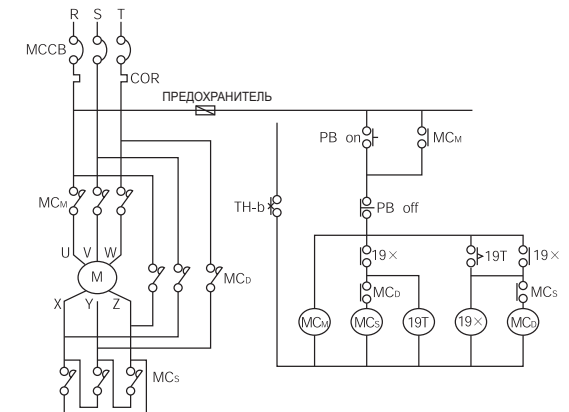 R S T
MCCB
COR
ПРЕДОХРАНИТЕЛЬ
PB on
MCM
MCM
TH-b
PB off
U V W
19×
19T
19×
M
MCD
MCD
MCS
X Y Z
MCM
MCS
19T
19×
MCD
MCS